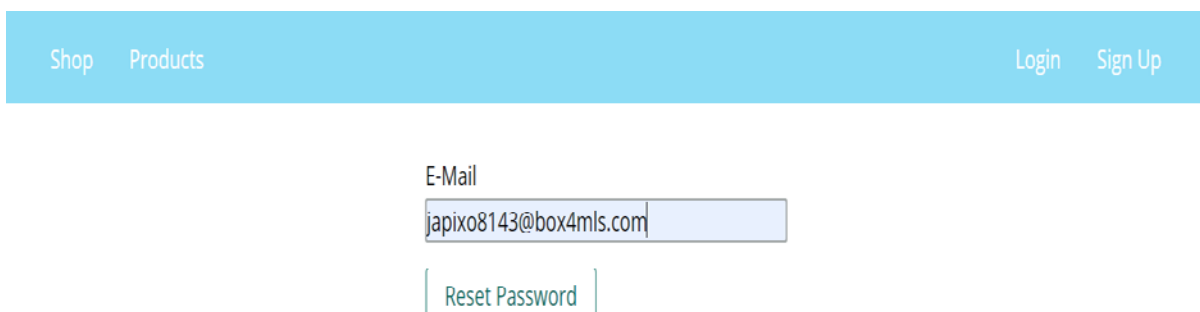 Shop Products Login Sign Up
E-Mail
japixo8143@box4mls.com
Reset Password